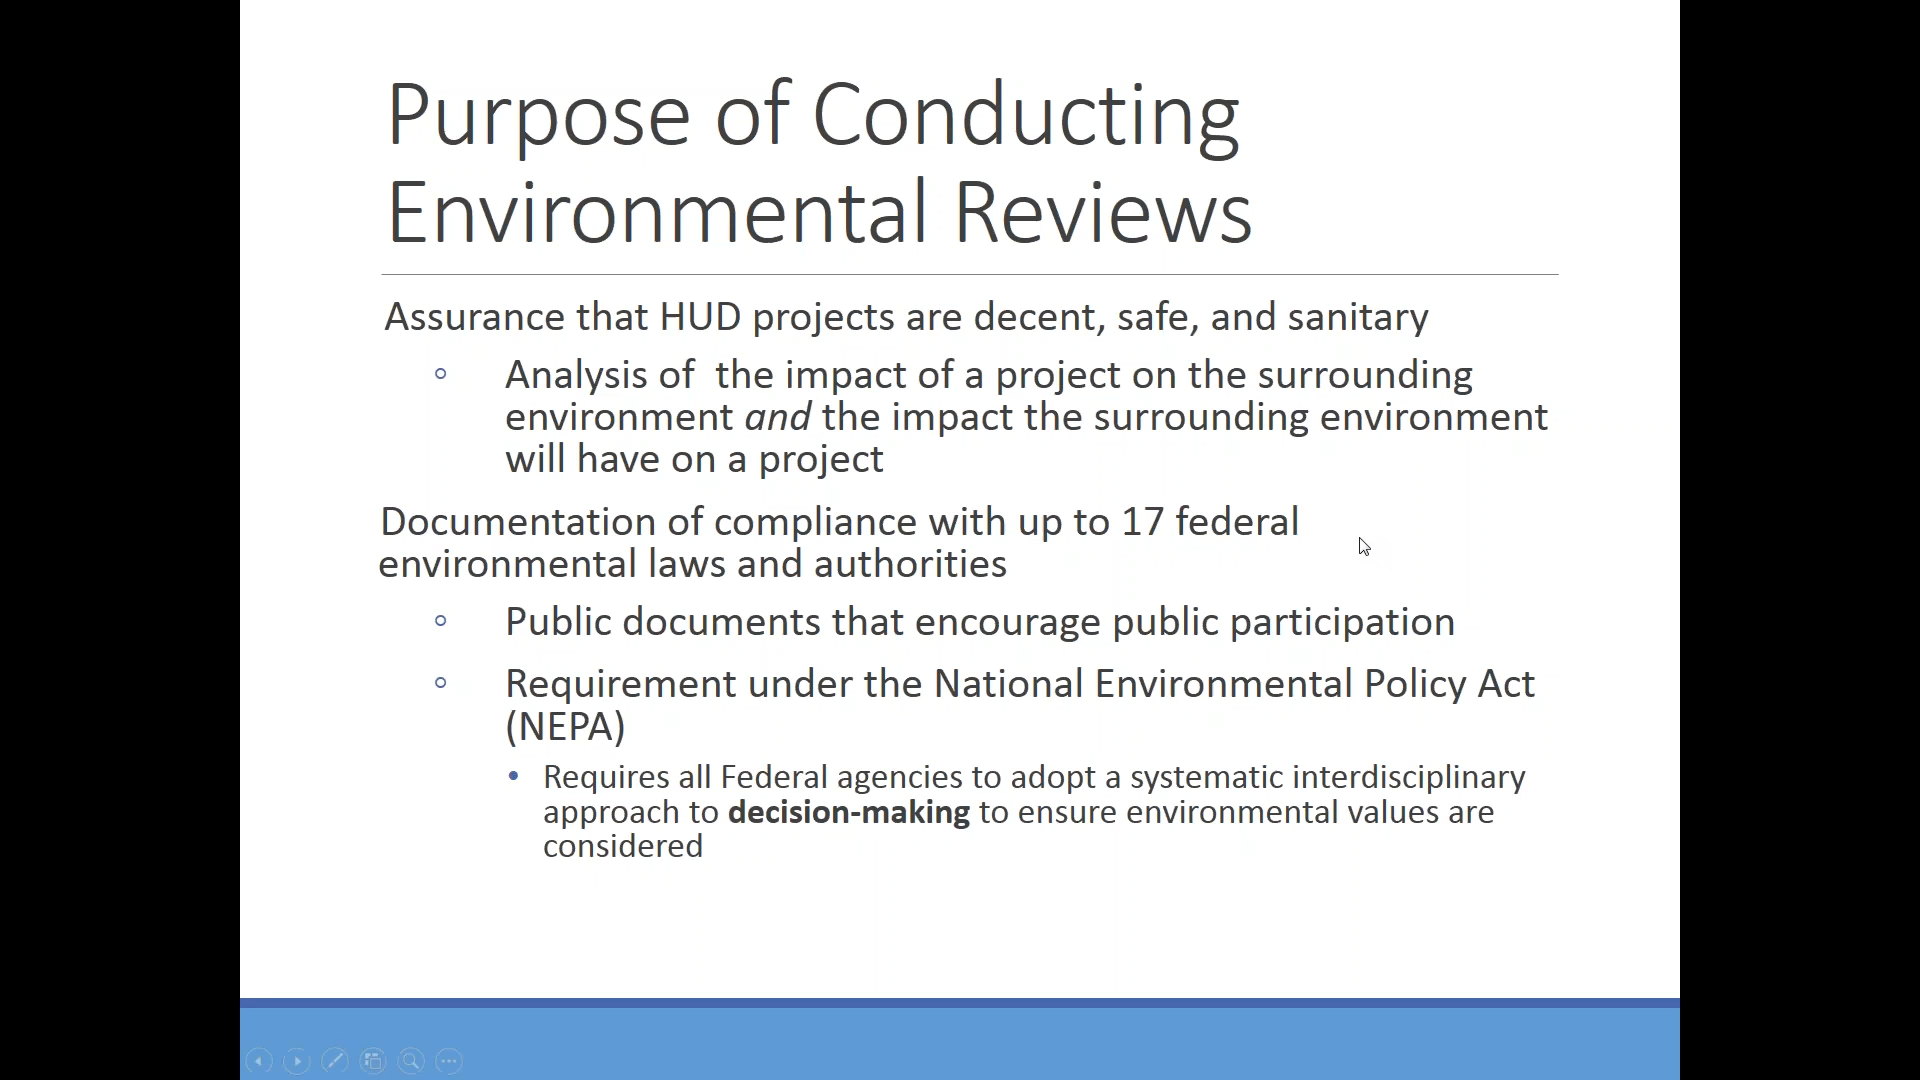 Purpose of Conducting
Environmental Reviews
Assurance that HUD projects are decent, safe, and sanitary
Analysis of  the impact of a project on the surrounding
environment and the impact the surrounding environment
will have on a project
Documentation of compliance with up to 17 federal
environmental laws and authorities
Public documents that encourage public participation
Requirement under the National Environmental Policy Act
(NEPA)
Requires all Federal agencies to adopt a systematic interdisciplinary
approach to decision-making to ensure environmental values are
considered